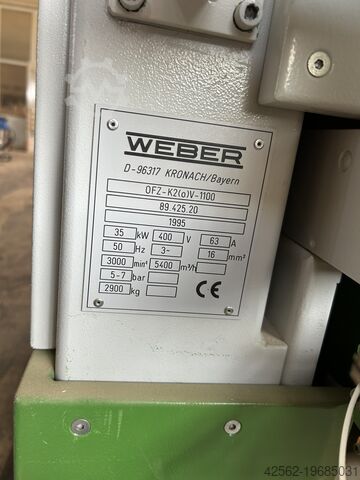 WEBER
D-96317 KRONACH/Bayern
OFZ-K2(o)V-1100
89.425.20
1995
35 kW 400 V 63 A
50 Hz 3~ 16 mm²
3000 min⁻¹ 5400 m³/h
5-7 bar
2900 kg CE
42562-19685031